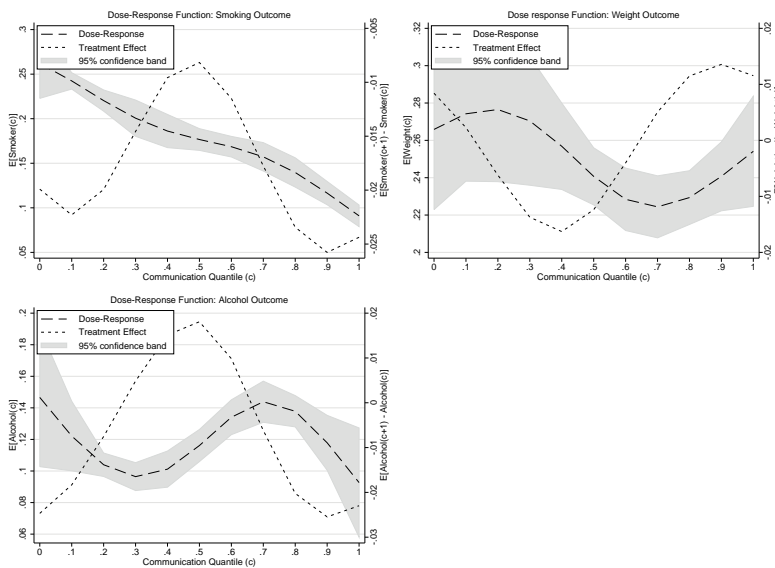 Dose-Response Function: Smoking Outcome
Dose-Response
Treatment Effect
95% confidence band
E[Smoker(c)]
.3
.25
.15
.1
.05
E[Smoker(c+1) - Smoker(c)]
-.005
-.01
-.015
-.02
-.025
0 .1 .2 .3 .4 .5 .6 .7 .8 .9 1
Communication Quantile (c)
Dose response Function: Weight Outcome
Dose-Response
Treatment Effect
95% confidence band
E[Weight(c)]
.32
.3
.28
.26
.24
.22
.2
.02
.01
0
-.01
-.02
0 .1 .2 .3 .4 .5 .6 .7 .8 .9 1
Communication Quantile (c)
Dose-Response Function: Alcohol Outcome
Dose-Response
Treatment Effect
95% confidence band
E[Alcohol(c)]
.2
.18
.16
.14
.12
.1
.08
.06
E[Alcohol(c+1) - Alcohol(c)]
.02
.01
0
-.01
-.02
-.03
0 .1 .2 .3 .4 .5 .6 .7 .8 .9 1
Communication Quantile (c)